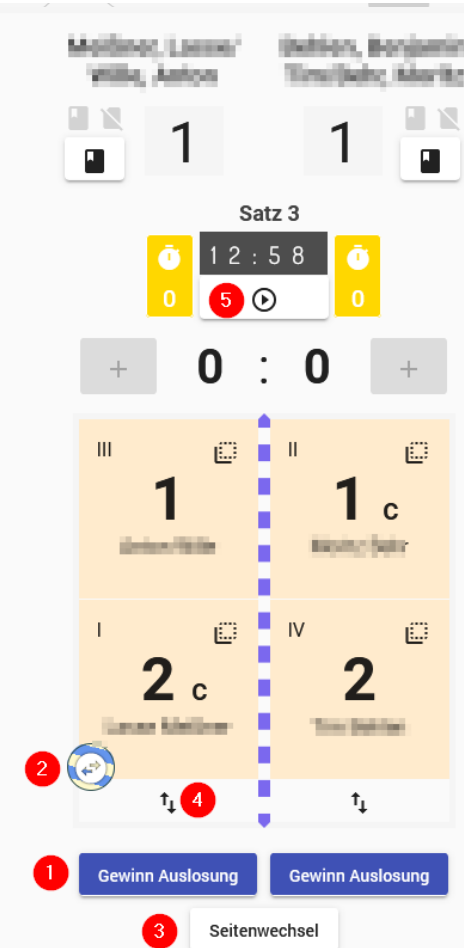 1 1
Satz 3
12:58
0 5 0
+ 0 : 0 +
III II
1 1 c
I IV
2 c 2
2
4
1 Gewinn Auslosung Gewinn Auslosung
3 Seitenwechsel